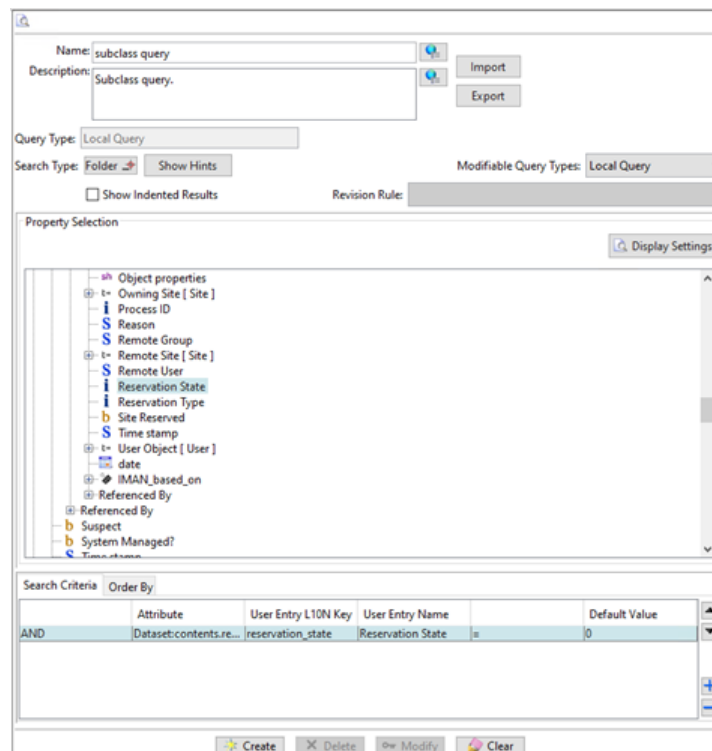 Name: subclass query
Description: Subclass query.
Import
Export
Query Type: Local Query
Search Type: Folder Show Hints Modifiable Query Types: Local Query
Show Indented Results Revision Rule:
Property Selection
Display Settings
sh Object properties
t= Owning Site [ Site ]
i Process ID
S Reason
S Remote Group
t= Remote Site [ Site ]
S Remote User
i Reservation State
i Reservation Type
b Site Reserved
S Time stamp
t= User Object [ User ]
date
IMAN_based_on
Referenced By
Referenced By
b Suspect
b System Managed?
S Time stamp
Search Criteria Order By
Attribute User Entry L10N Key User Entry Name Default Value
AND Dataset:contents.re... reservation_state Reservation State = 0
Create Delete Modify Clear